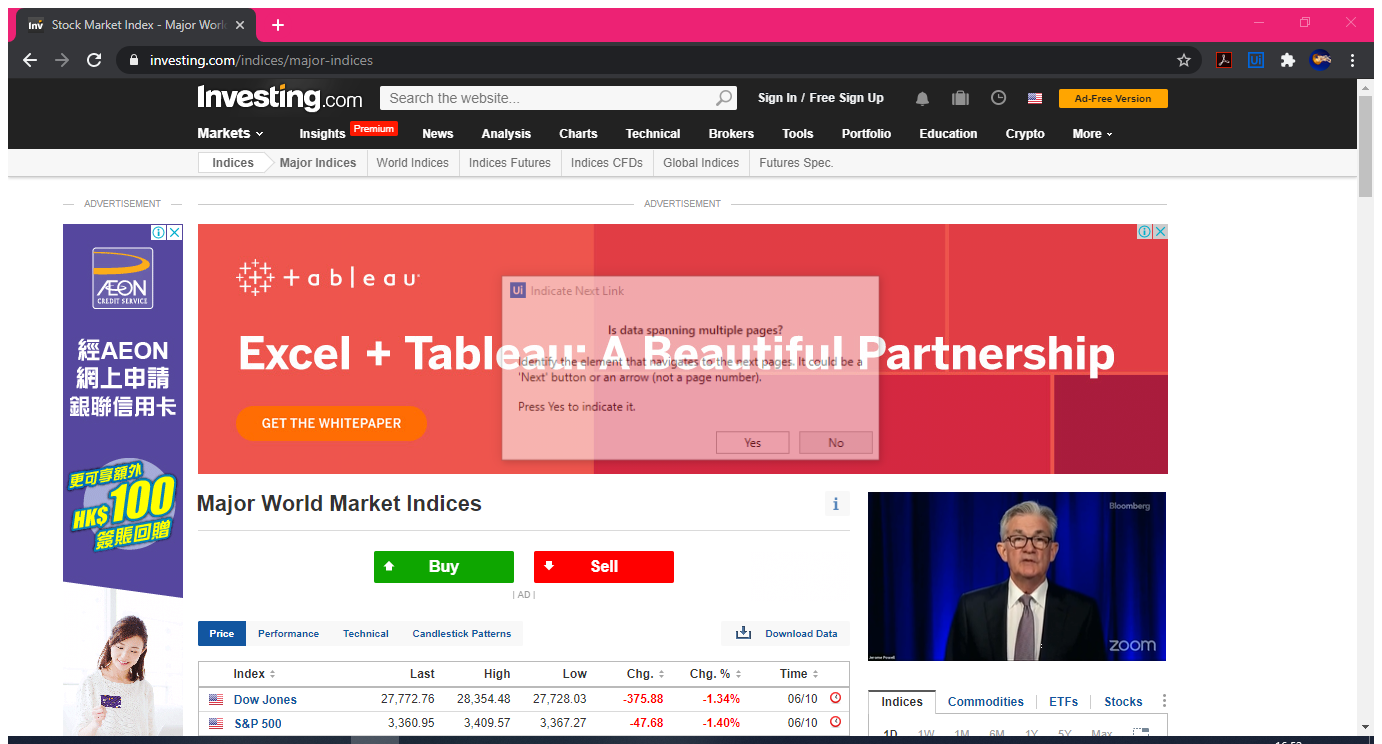 Inv Stock Market Index - Major Worl
investing.com/indices/major-indices
Investing.com
Search the website...
Sign In / Free Sign Up
Ad-Free Version
Markets
Insights
Premium
News
Analysis
Charts
Technical
Brokers
Tools
Portfolio
Education
Crypto
More
Indices
Major Indices
World Indices
Indices Futures
Indices CFDs
Global Indices
Futures Spec.
ADVERTISEMENT
ADVERTISEMENT
ÆON
CREDIT SERVICE
經AEON
網上申請
銀聯信用卡
更可享額外
HK$100
簽賬回贈
+ableau
Excel + Tableau: A Beautiful Partnership
GET THE WHITEPAPER
Ui Indicate Next Link
Is data spanning multiple pages?
Identify the element that navigates to the next pages. It could be a
'Next' button or an arrow (not a page number).
Press Yes to indicate it.
Yes No
Major World Market Indices
i
Buy
Sell
| AD |
Price Performance Technical Candlestick Patterns
Download Data
Index Last High Low Chg. Chg. % Time
Dow Jones 27,772.76 28,354.48 27,728.03 -375.88 -1.34% 06/10
S&P 500 3,360.95 3,409.57 3,367.27 -47.68 -1.40% 06/10
Bloomberg
Jerome Powell
zoom
Indices Commodities ETFs Stocks
1D 1W 1M 6M 1Y 5Y Max